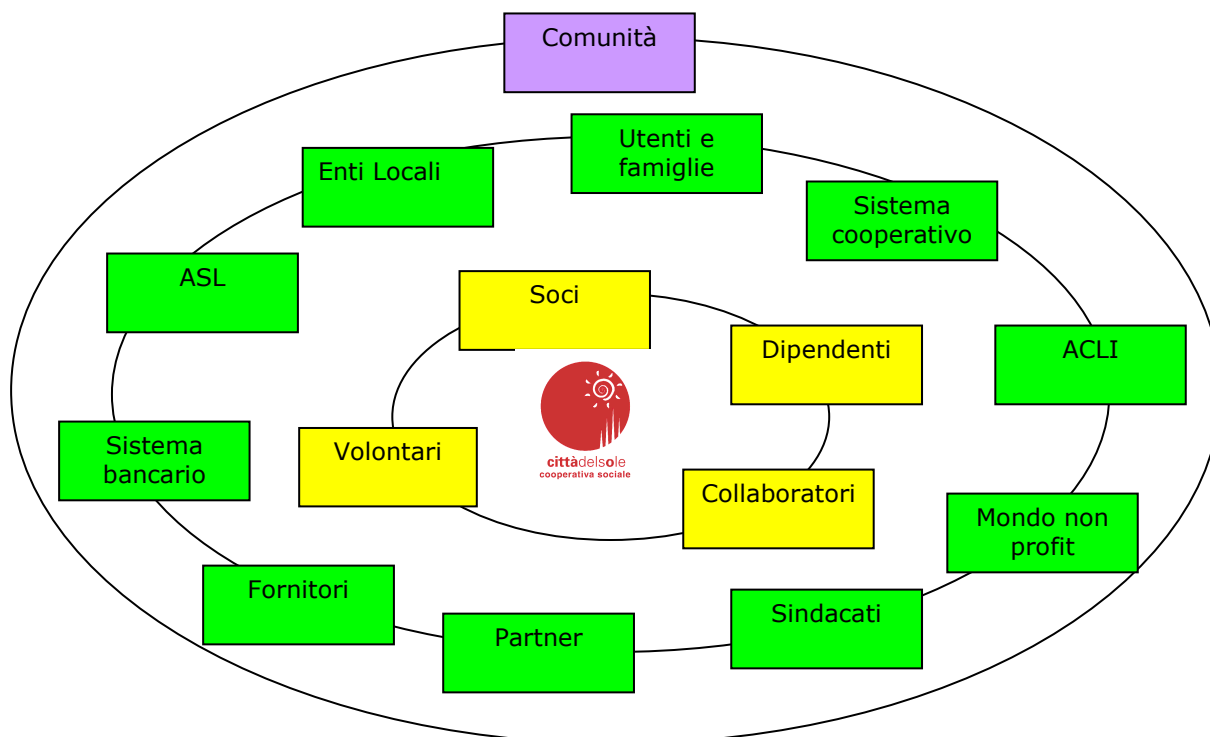 Comunità
Utenti e
famiglie
Enti Locali
Sistema
cooperativo
ASL
Soci
Dipendenti
ACLI
cittàdelsole
cooperativa sociale
Sistema
bancario
Volontari
Collaboratori
Mondo non
profit
Fornitori
Sindacati
Partner